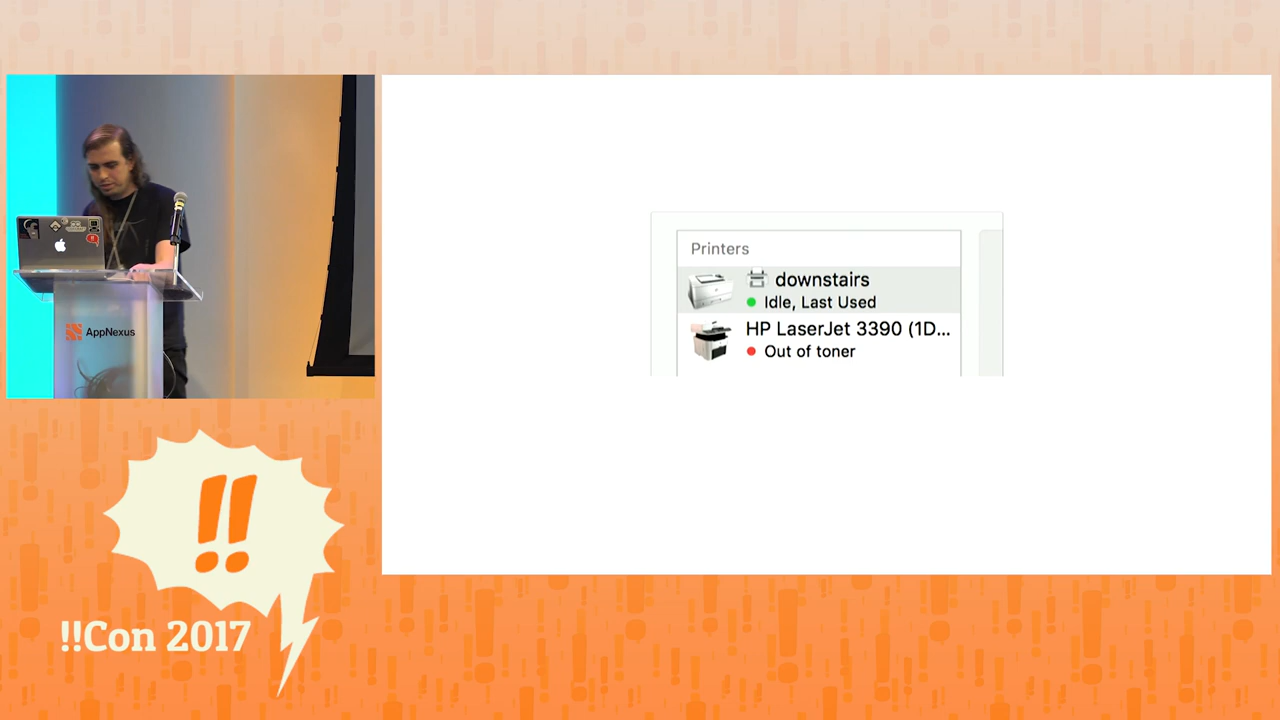 AppNexus
Printers
downstairs
Idle, Last Used
HP LaserJet 3390 (1D...
Out of toner
!!
!!Con 2017